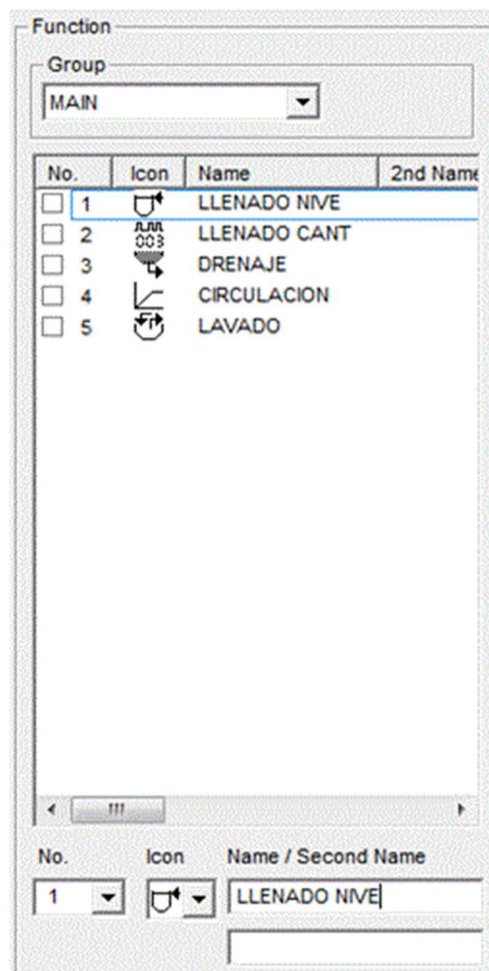 Function
Group
MAIN
No. Icon Name 2nd Name
1 LLENADO NIVE
2 003 LLENADO CANT
3 DRENAJE
4 CIRCULACION
5 LAVADO
No. Icon Name / Second Name
1 LLENADO NIVE